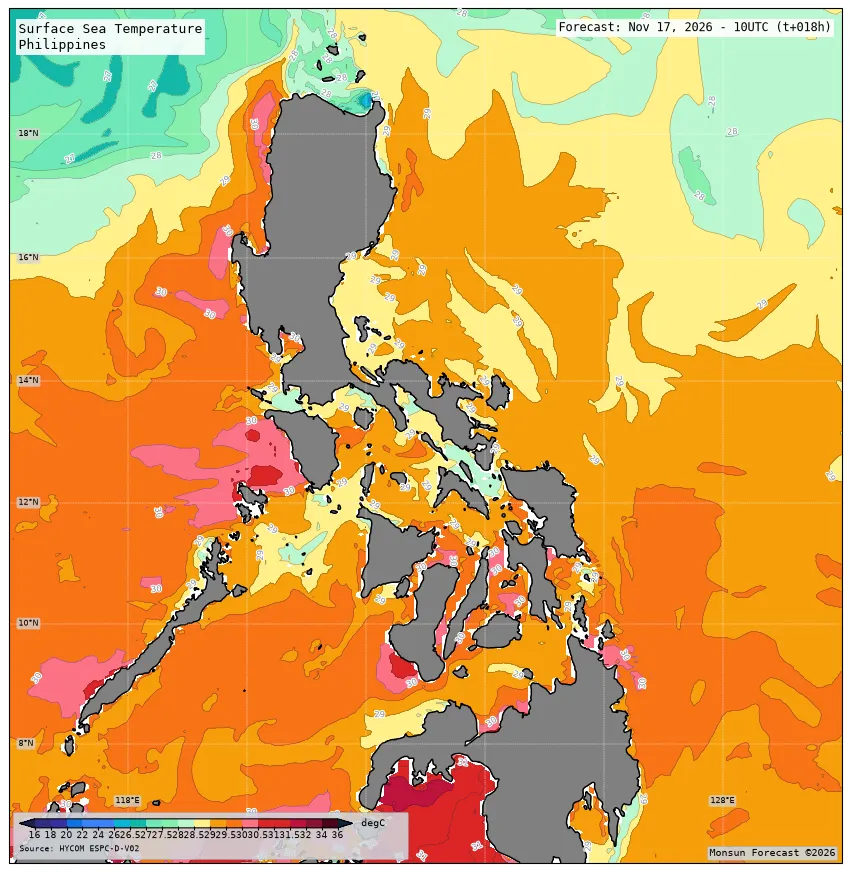 Surface Sea Temperature
Philippines
Forecast: Nov 17, 2026 - 10UTC (t+018h)
18°N
16°N
14°N
12°N
10°N
8°N
118°E
128°E
16 18 20 22 24 26 26.5 27 27.5 28 28.5 29 29.5 30 30.5 31 31.5 32 33 34 36
degC
Source: HYCOM ESPC-D-V02
Monsun Forecast ©2026